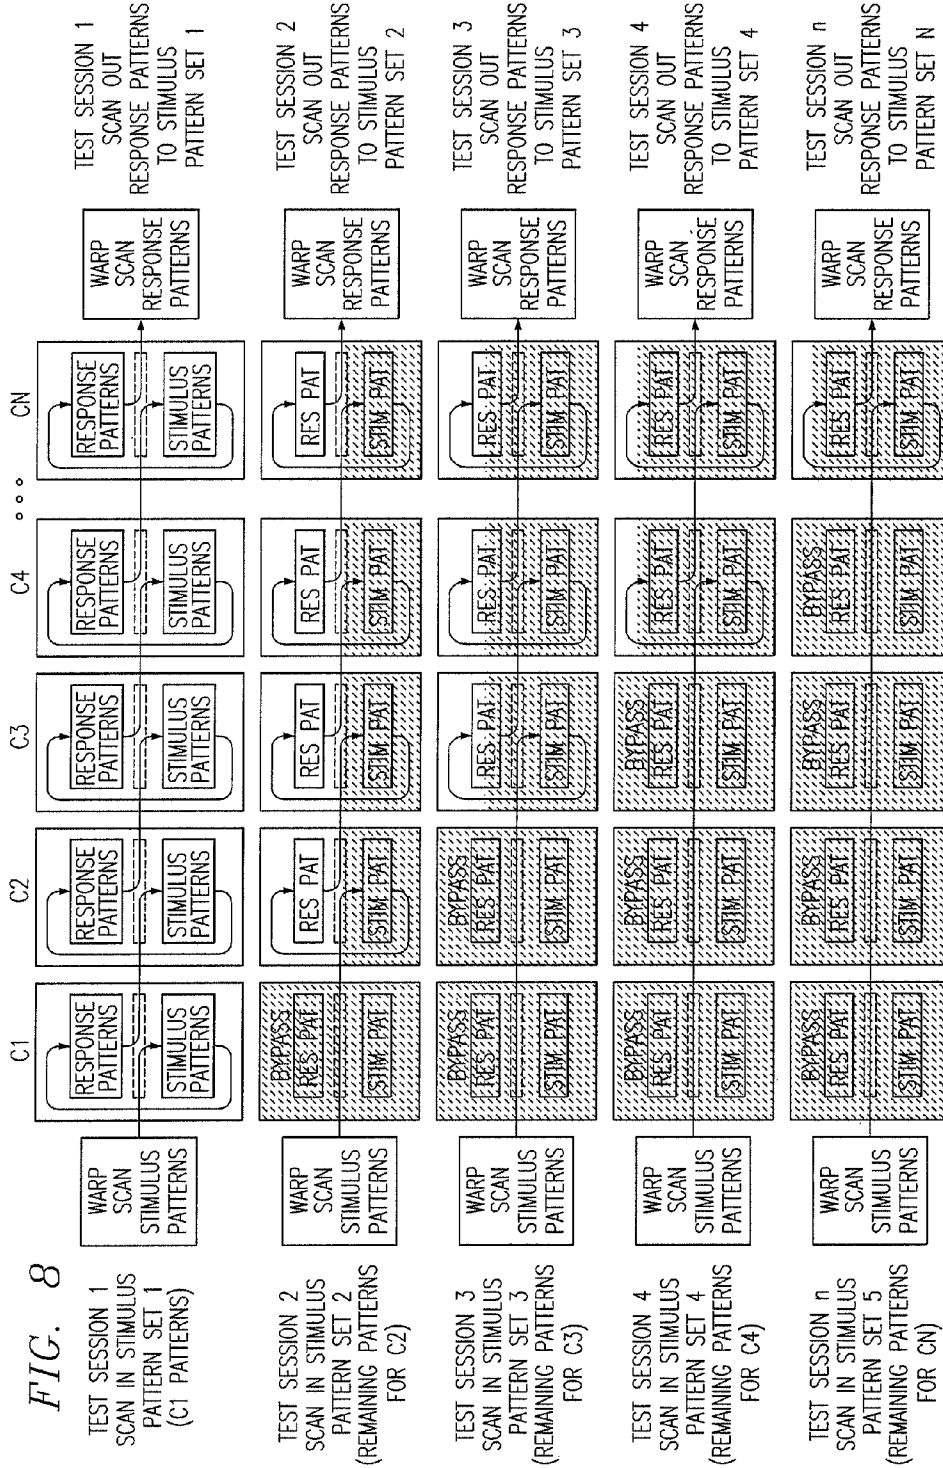 FIG. 8
C1
C2
C3
C4
° ° °
CN
TEST SESSION 1
SCAN IN STIMULUS
PATTERN SET 1
(C1 PATTERNS)
WARP
SCAN
STIMULUS
PATTERNS
RESPONSE
PATTERNS
STIMULUS
PATTERNS
RESPONSE
PATTERNS
STIMULUS
PATTERNS
RESPONSE
PATTERNS
STIMULUS
PATTERNS
RESPONSE
PATTERNS
STIMULUS
PATTERNS
RESPONSE
PATTERNS
STIMULUS
PATTERNS
WARP
SCAN
RESPONSE
PATTERNS
TEST SESSION 1
SCAN OUT
RESPONSE PATTERNS
TO STIMULUS
PATTERN SET 1
TEST SESSION 2
SCAN IN STIMULUS
PATTERN SET 2
(REMAINING PATTERNS
FOR C2)
WARP
SCAN
STIMULUS
PATTERNS
BYPASS
RES PAT
STIM PAT
RES PAT
STIM PAT
RES PAT
STIM PAT
RES PAT
STIM PAT
RES PAT
STIM PAT
WARP
SCAN
RESPONSE
PATTERNS
TEST SESSION 2
SCAN OUT
RESPONSE PATTERNS
TO STIMULUS
PATTERN SET 2
TEST SESSION 3
SCAN IN STIMULUS
PATTERN SET 3
(REMAINING PATTERNS
FOR C3)
WARP
SCAN
STIMULUS
PATTERNS
BYPASS
RES PAT
STIM PAT
BYPASS
RES PAT
STIM PAT
RES PAT
STIM PAT
RES PAT
STIM PAT
RES PAT
STIM PAT
WARP
SCAN
RESPONSE
PATTERNS
TEST SESSION 3
SCAN OUT
RESPONSE PATTERNS
TO STIMULUS
PATTERN SET 3
TEST SESSION 4
SCAN IN STIMULUS
PATTERN SET 4
(REMAINING PATTERNS
FOR C4)
WARP
SCAN
STIMULUS
PATTERNS
BYPASS
RES PAT
STIM PAT
BYPASS
RES PAT
STIM PAT
BYPASS
RES PAT
STIM PAT
RES PAT
STIM PAT
RES PAT
STIM PAT
WARP
SCAN
RESPONSE
PATTERNS
TEST SESSION 4
SCAN OUT
RESPONSE PATTERNS
TO STIMULUS
PATTERN SET 4
TEST SESSION n
SCAN IN STIMULUS
PATTERN SET 5
(REMAINING PATTERNS
FOR CN)
WARP
SCAN
STIMULUS
PATTERNS
BYPASS
RES PAT
STIM PAT
BYPASS
RES PAT
STIM PAT
BYPASS
RES PAT
STIM PAT
BYPASS
RES PAT
STIM PAT
RES PAT
STIM PAT
WARP
SCAN
RESPONSE
PATTERNS
TEST SESSION n
SCAN OUT
RESPONSE PATTERNS
TO STIMULUS
PATTERN SET N